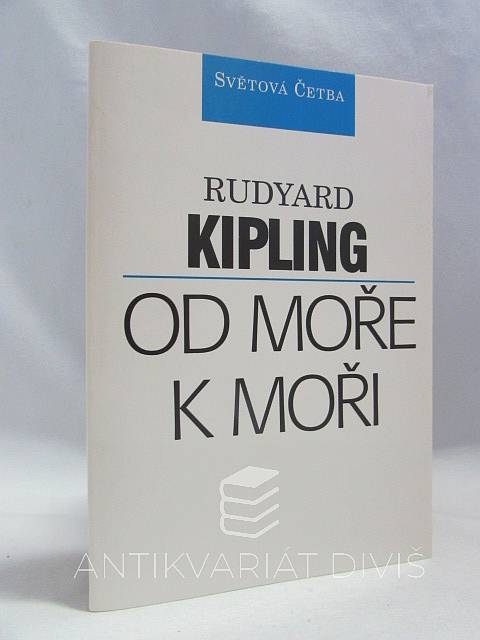 SVĚTOVÁ ČETBA
RUDYARD
KIPLING
OD MOŘE
K MOŘI
ANTIKVARIÁT DIVIŠ